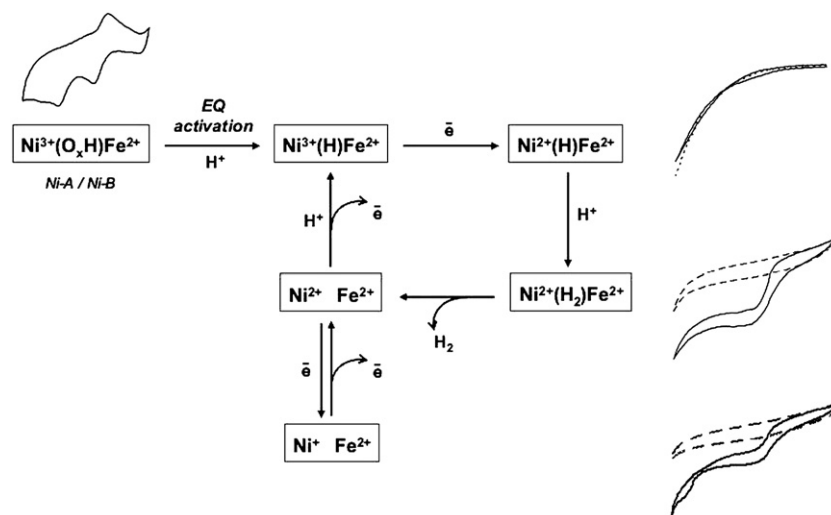 EQ
activation
Ni³⁺(OₓH)Fe²⁺
H⁺
Ni³⁺(H)Fe²⁺
ē
Ni²⁺(H)Fe²⁺
Ni-A / Ni-B
H⁺
ē
H⁺
Ni²⁺ Fe²⁺
H₂
Ni²⁺(H₂)Fe²⁺
ē
ē
Ni⁺ Fe²⁺